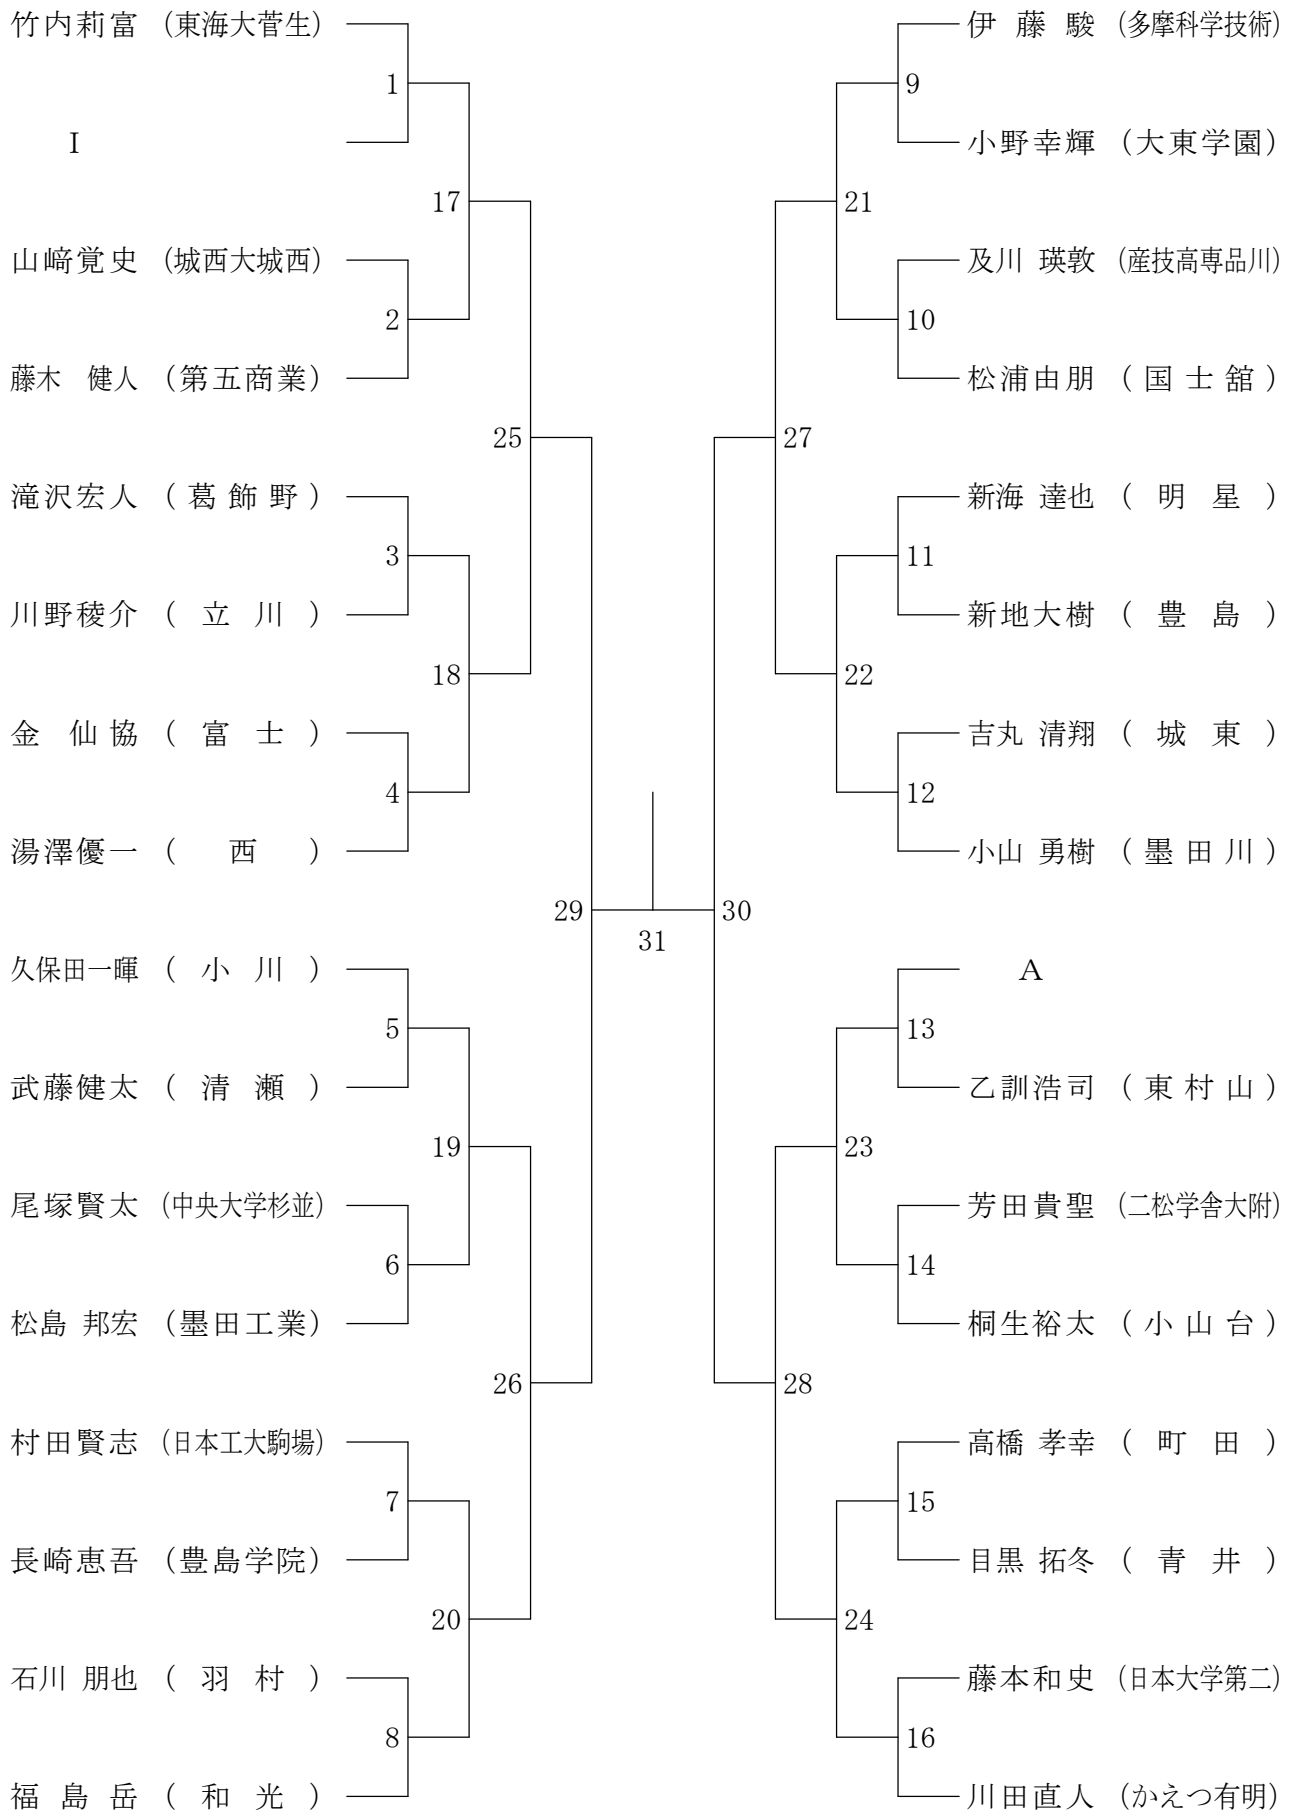 竹内莉富 (東海大菅生)
1
I
17
山﨑覚史 (城西大城西)
2
藤木 健人 (第五商業)
25
滝沢宏人 (葛飾野)
3
川野稜介 (立川)
18
金仙協 (富士)
4
湯澤優一 (西)
29
久保田一暉 (小川)
5
武藤健太 (清瀬)
19
尾塚賢太 (中央大学杉並)
6
松島 邦宏 (墨田工業)
26
村田賢志 (日本工大駒場)
7
長崎恵吾 (豊島学院)
20
石川 朋也 (羽村)
8
福島岳 (和光)
31
伊藤駿 (多摩科学技術)
9
小野幸輝 (大東学園)
21
及川 瑛敦 (産技高専品川)
10
松浦由朋 (国士舘)
27
新海 達也 (明星)
11
新地大樹 (豊島)
22
吉丸 清翔 (城東)
12
小山 勇樹 (墨田川)
30
A
13
乙訓浩司 (東村山)
23
芳田貴聖 (二松学舎大附)
14
桐生裕太 (小山台)
28
高橋 孝幸 (町田)
15
目黒 拓冬 (青井)
24
藤本和史 (日本大学第二)
16
川田直人 (かえつ有明)